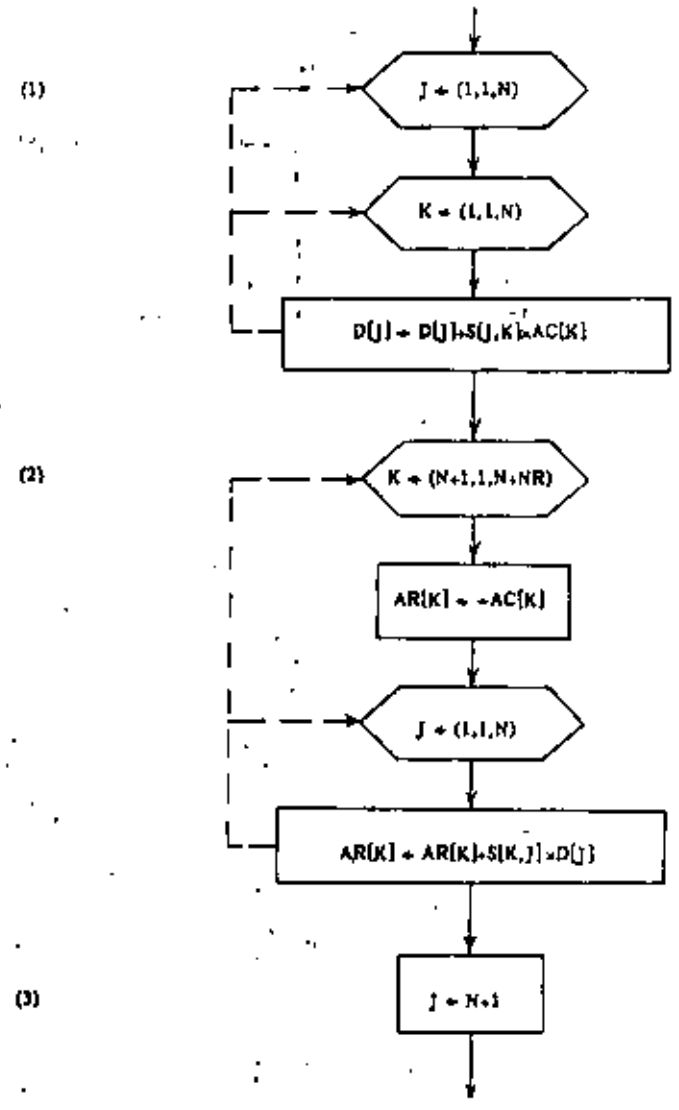 (1)
J ← (1,1,N)
K ← (1,1,N)
D[J] ← D[J]+S[J,K]×AC[K]
(2)
K ← (N+1,1,N+NR)
AR[K] ← -AC[K]
J ← (1,1,N)
AR[K] ← AR[K]+S[K,J]×D[J]
(3)
J ← N+1